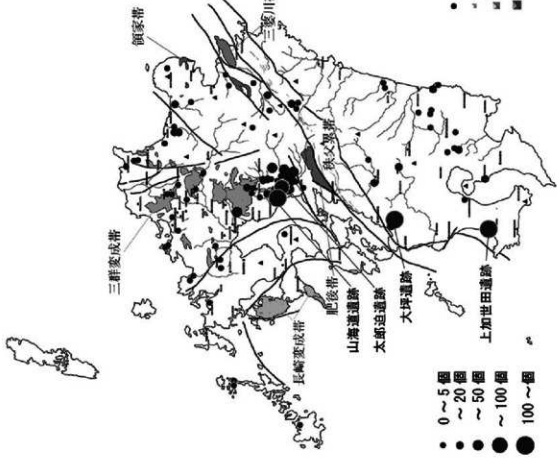 三群変成帯
領家帯
三波川
秩父累帯
長崎変成帯
肥後帯
山海道遺跡
太郎迫遺跡
大坪遺跡
上加世田遺跡
0～5個
～20個
～50個
～100個
100～個